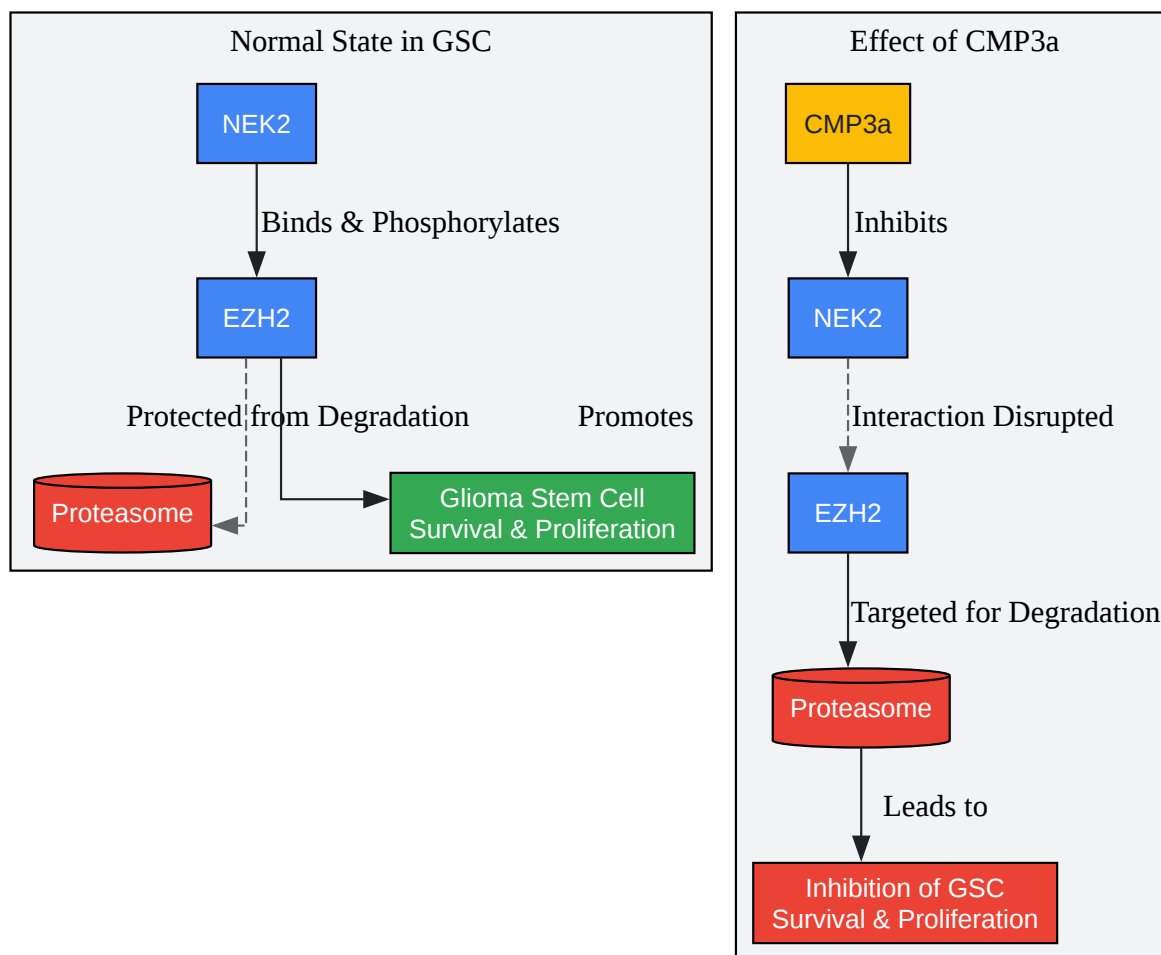 Normal State in GSC
NEK2
Binds & Phosphorylates
EZH2
Protected from Degradation
Promotes
Proteasome
Glioma Stem Cell
Survival & Proliferation
Effect of CMP3a
CMP3a
Inhibits
NEK2
Interaction Disrupted
EZH2
Targeted for Degradation
Proteasome
Leads to
Inhibition of GSC
Survival & Proliferation